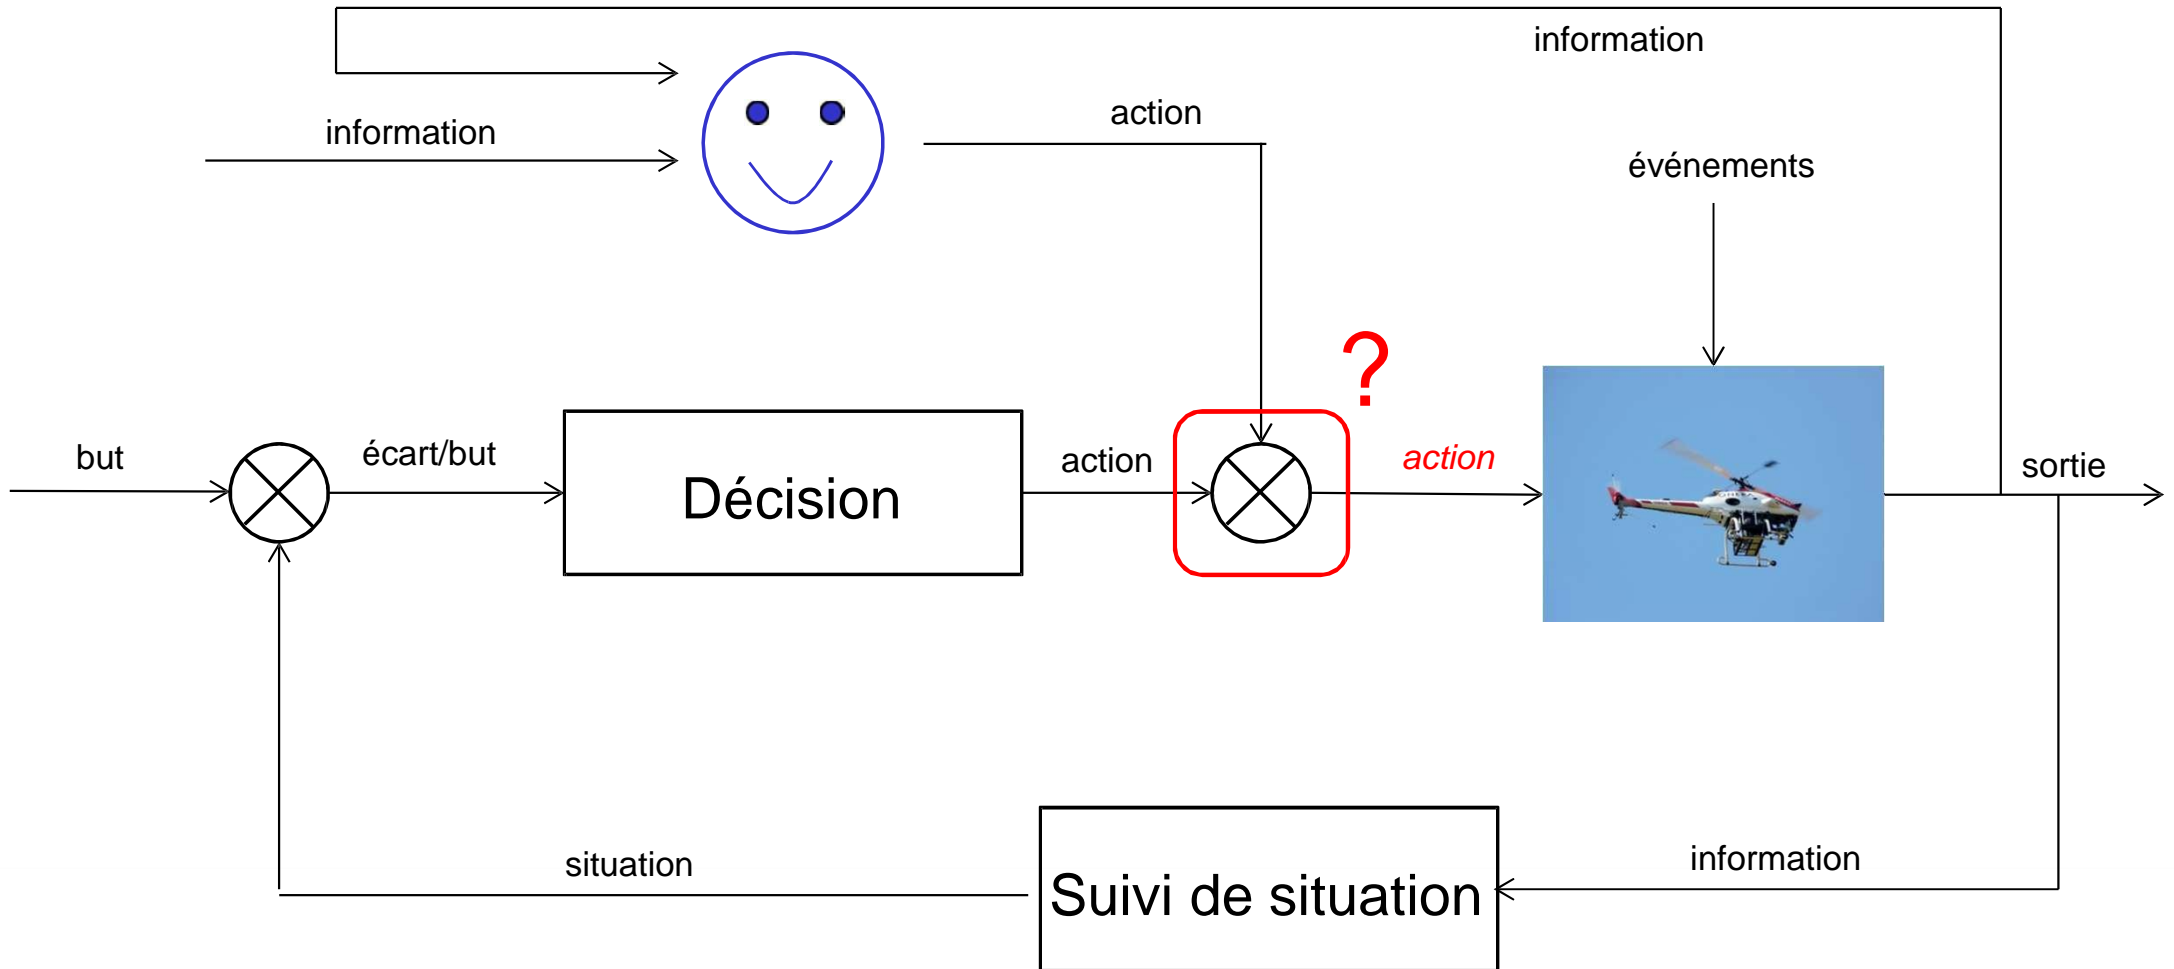 information
information
action
événements
?
but
écart/but
Décision
action
action
sortie
situation
Suivi de situation
information